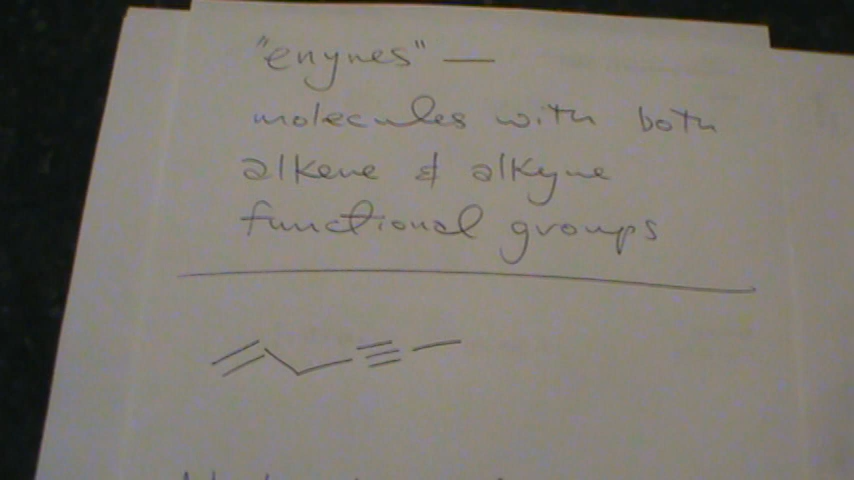 "enynes" —
molecules with both
alkene & alkyne
functional groups